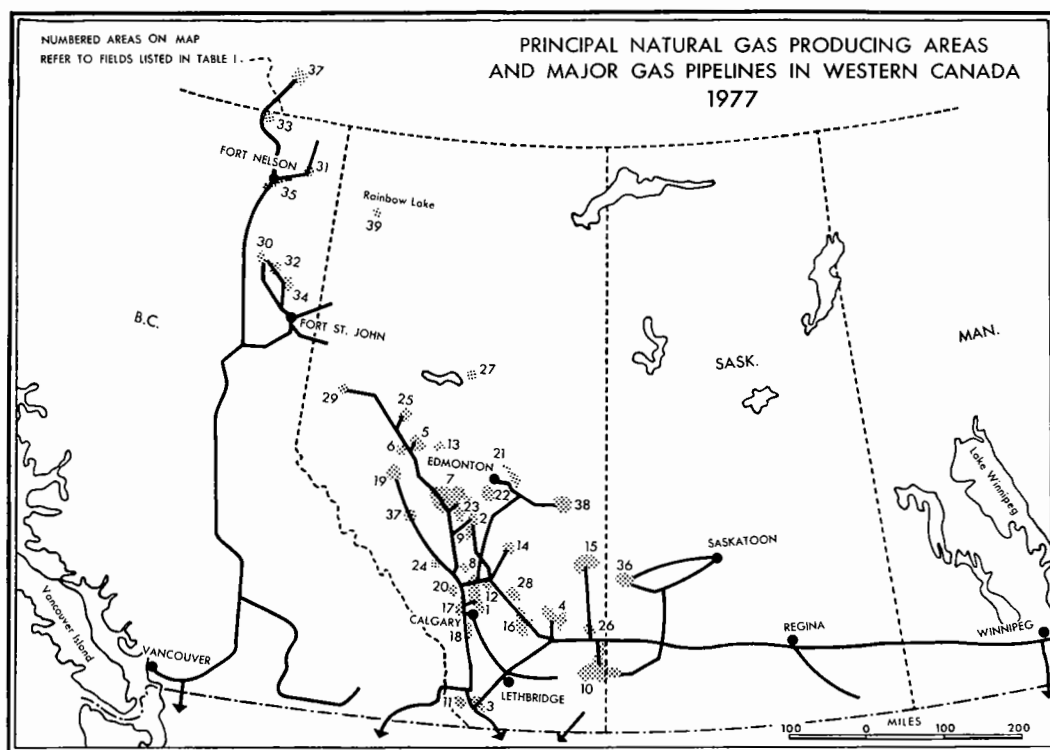 NUMBERED AREAS ON MAP
REFER TO FIELDS LISTED IN TABLE I.
PRINCIPAL NATURAL GAS PRODUCING AREAS
AND MAJOR GAS PIPELINES IN WESTERN CANADA
1977
37
33
FORT NELSON
31
35
Rainbow Lake
39
30
32
34
FORT ST. JOHN
B.C.
SASK.
MAN.
27
29
25
5
6
13
21
EDMONTON
19
7
22
38
23
2
37
9
14
15
SASKATOON
24
8
36
20
12
28
17
1
4
CALGARY
18
16
26
REGINA
WINNIPEG
Lake Winnipeg
Vancouver Island
VANCOUVER
10
LETHBRIDGE
11
3
MILES
100 0 100 200